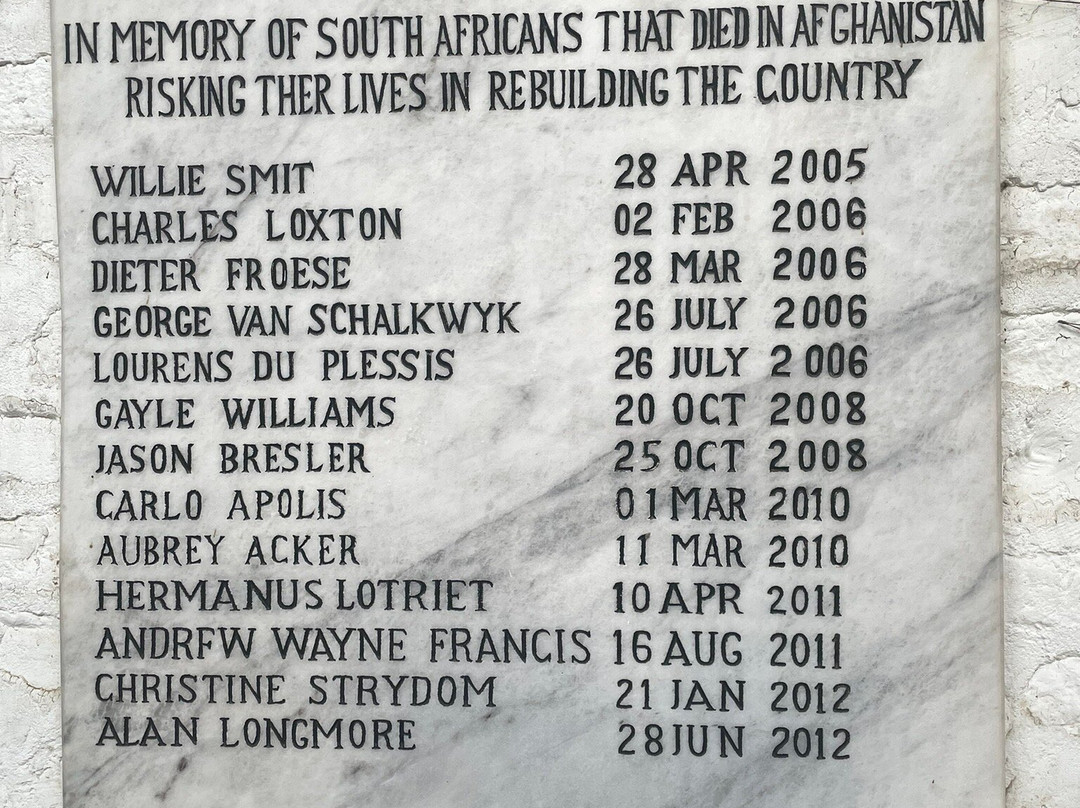 IN MEMORY OF SOUTH AFRICANS THAT DIED IN AFGHANISTAN
RISKING THER LIVES IN REBUILDING THE COUNTRY
WILLIE SMIT 28 APR 2005
CHARLES LOXTON 02 FEB 2006
DIETER FROESE 28 MAR 2006
GEORGE VAN SCHALKWYK 26 JULY 2006
LOURENS DU PLESSIS 26 JULY 2006
GAYLE WILLIAMS 20 OCT 2008
JASON BRESLER 25 OCT 2008
CARLO APOLIS 01 MAR 2010
AUBREY ACKER 11 MAR 2010
HERMANUS LOTRIET 10 APR 2011
ANDRFW WAYNE FRANCIS 16 AUG 2011
CHRISTINE STRYDOM 21 JAN 2012
ALAN LONGMORE 28 JUN 2012